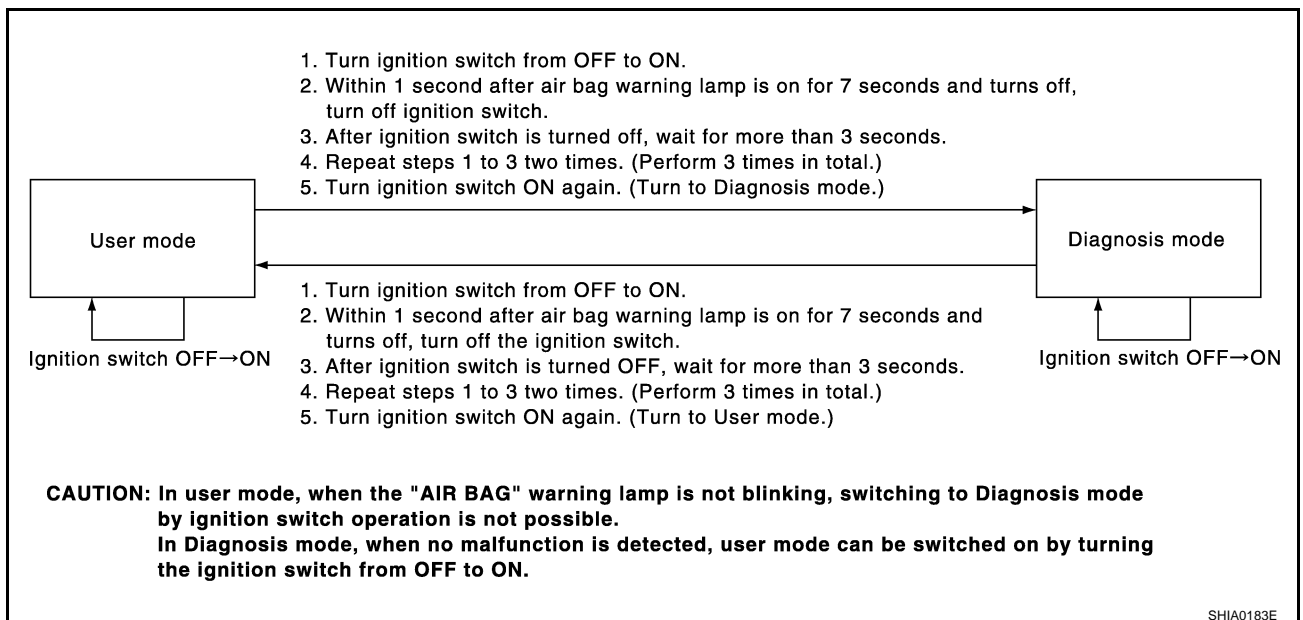 1. Turn ignition switch from OFF to ON.
2. Within 1 second after air bag warning lamp is on for 7 seconds and turns off,
turn off ignition switch.
3. After ignition switch is turned off, wait for more than 3 seconds.
4. Repeat steps 1 to 3 two times. (Perform 3 times in total.)
5. Turn ignition switch ON again. (Turn to Diagnosis mode.)
User mode
Diagnosis mode
1. Turn ignition switch from OFF to ON.
2. Within 1 second after air bag warning lamp is on for 7 seconds and
turns off, turn off the ignition switch.
3. After ignition switch is turned OFF, wait for more than 3 seconds.
4. Repeat steps 1 to 3 two times. (Perform 3 times in total.)
5. Turn ignition switch ON again. (Turn to User mode.)
Ignition switch OFF→ON
Ignition switch OFF→ON
CAUTION: In user mode, when the "AIR BAG" warning lamp is not blinking, switching to Diagnosis mode
by ignition switch operation is not possible.
In Diagnosis mode, when no malfunction is detected, user mode can be switched on by turning
the ignition switch from OFF to ON.
SHIA0183E